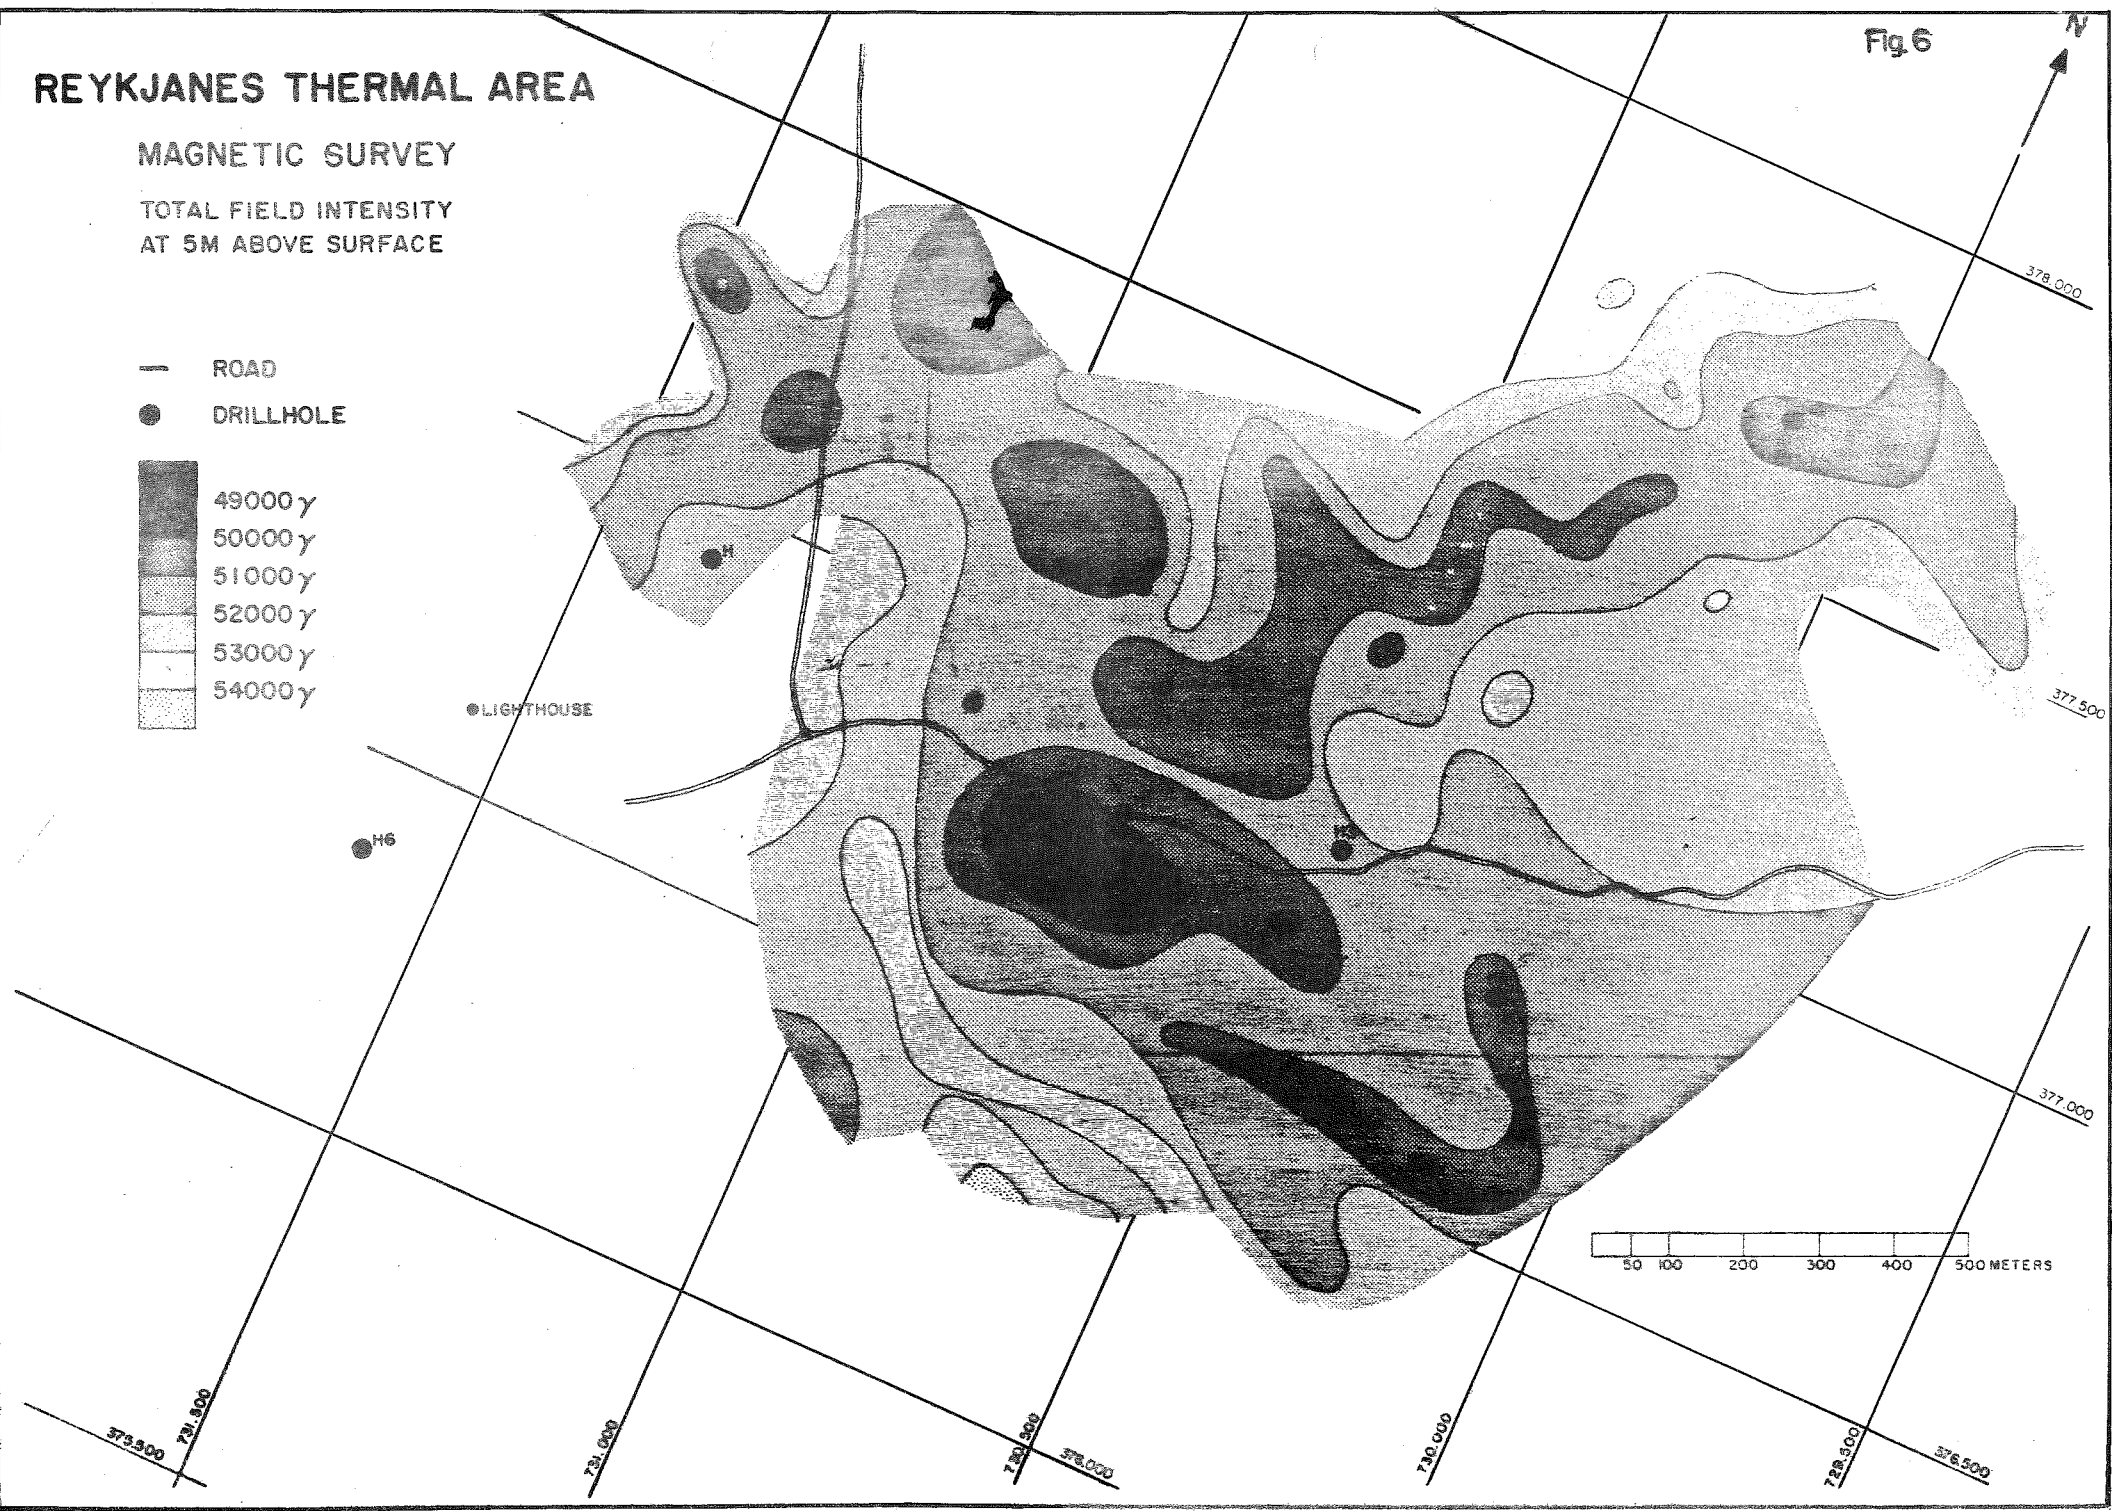 Fig.6
N
REYKJANES THERMAL AREA
MAGNETIC SURVEY
TOTAL FIELD INTENSITY
AT 5M ABOVE SURFACE
ROAD
DRILLHOLE
49000γ
50000γ
51000γ
52000γ
53000γ
54000γ
LIGHTHOUSE
H6
H
378.000
377.500
377.000
376.500
376.000
375.500
731.500
731.000
730.500
730.000
729.500
50 100 200 300 400 500 METERS